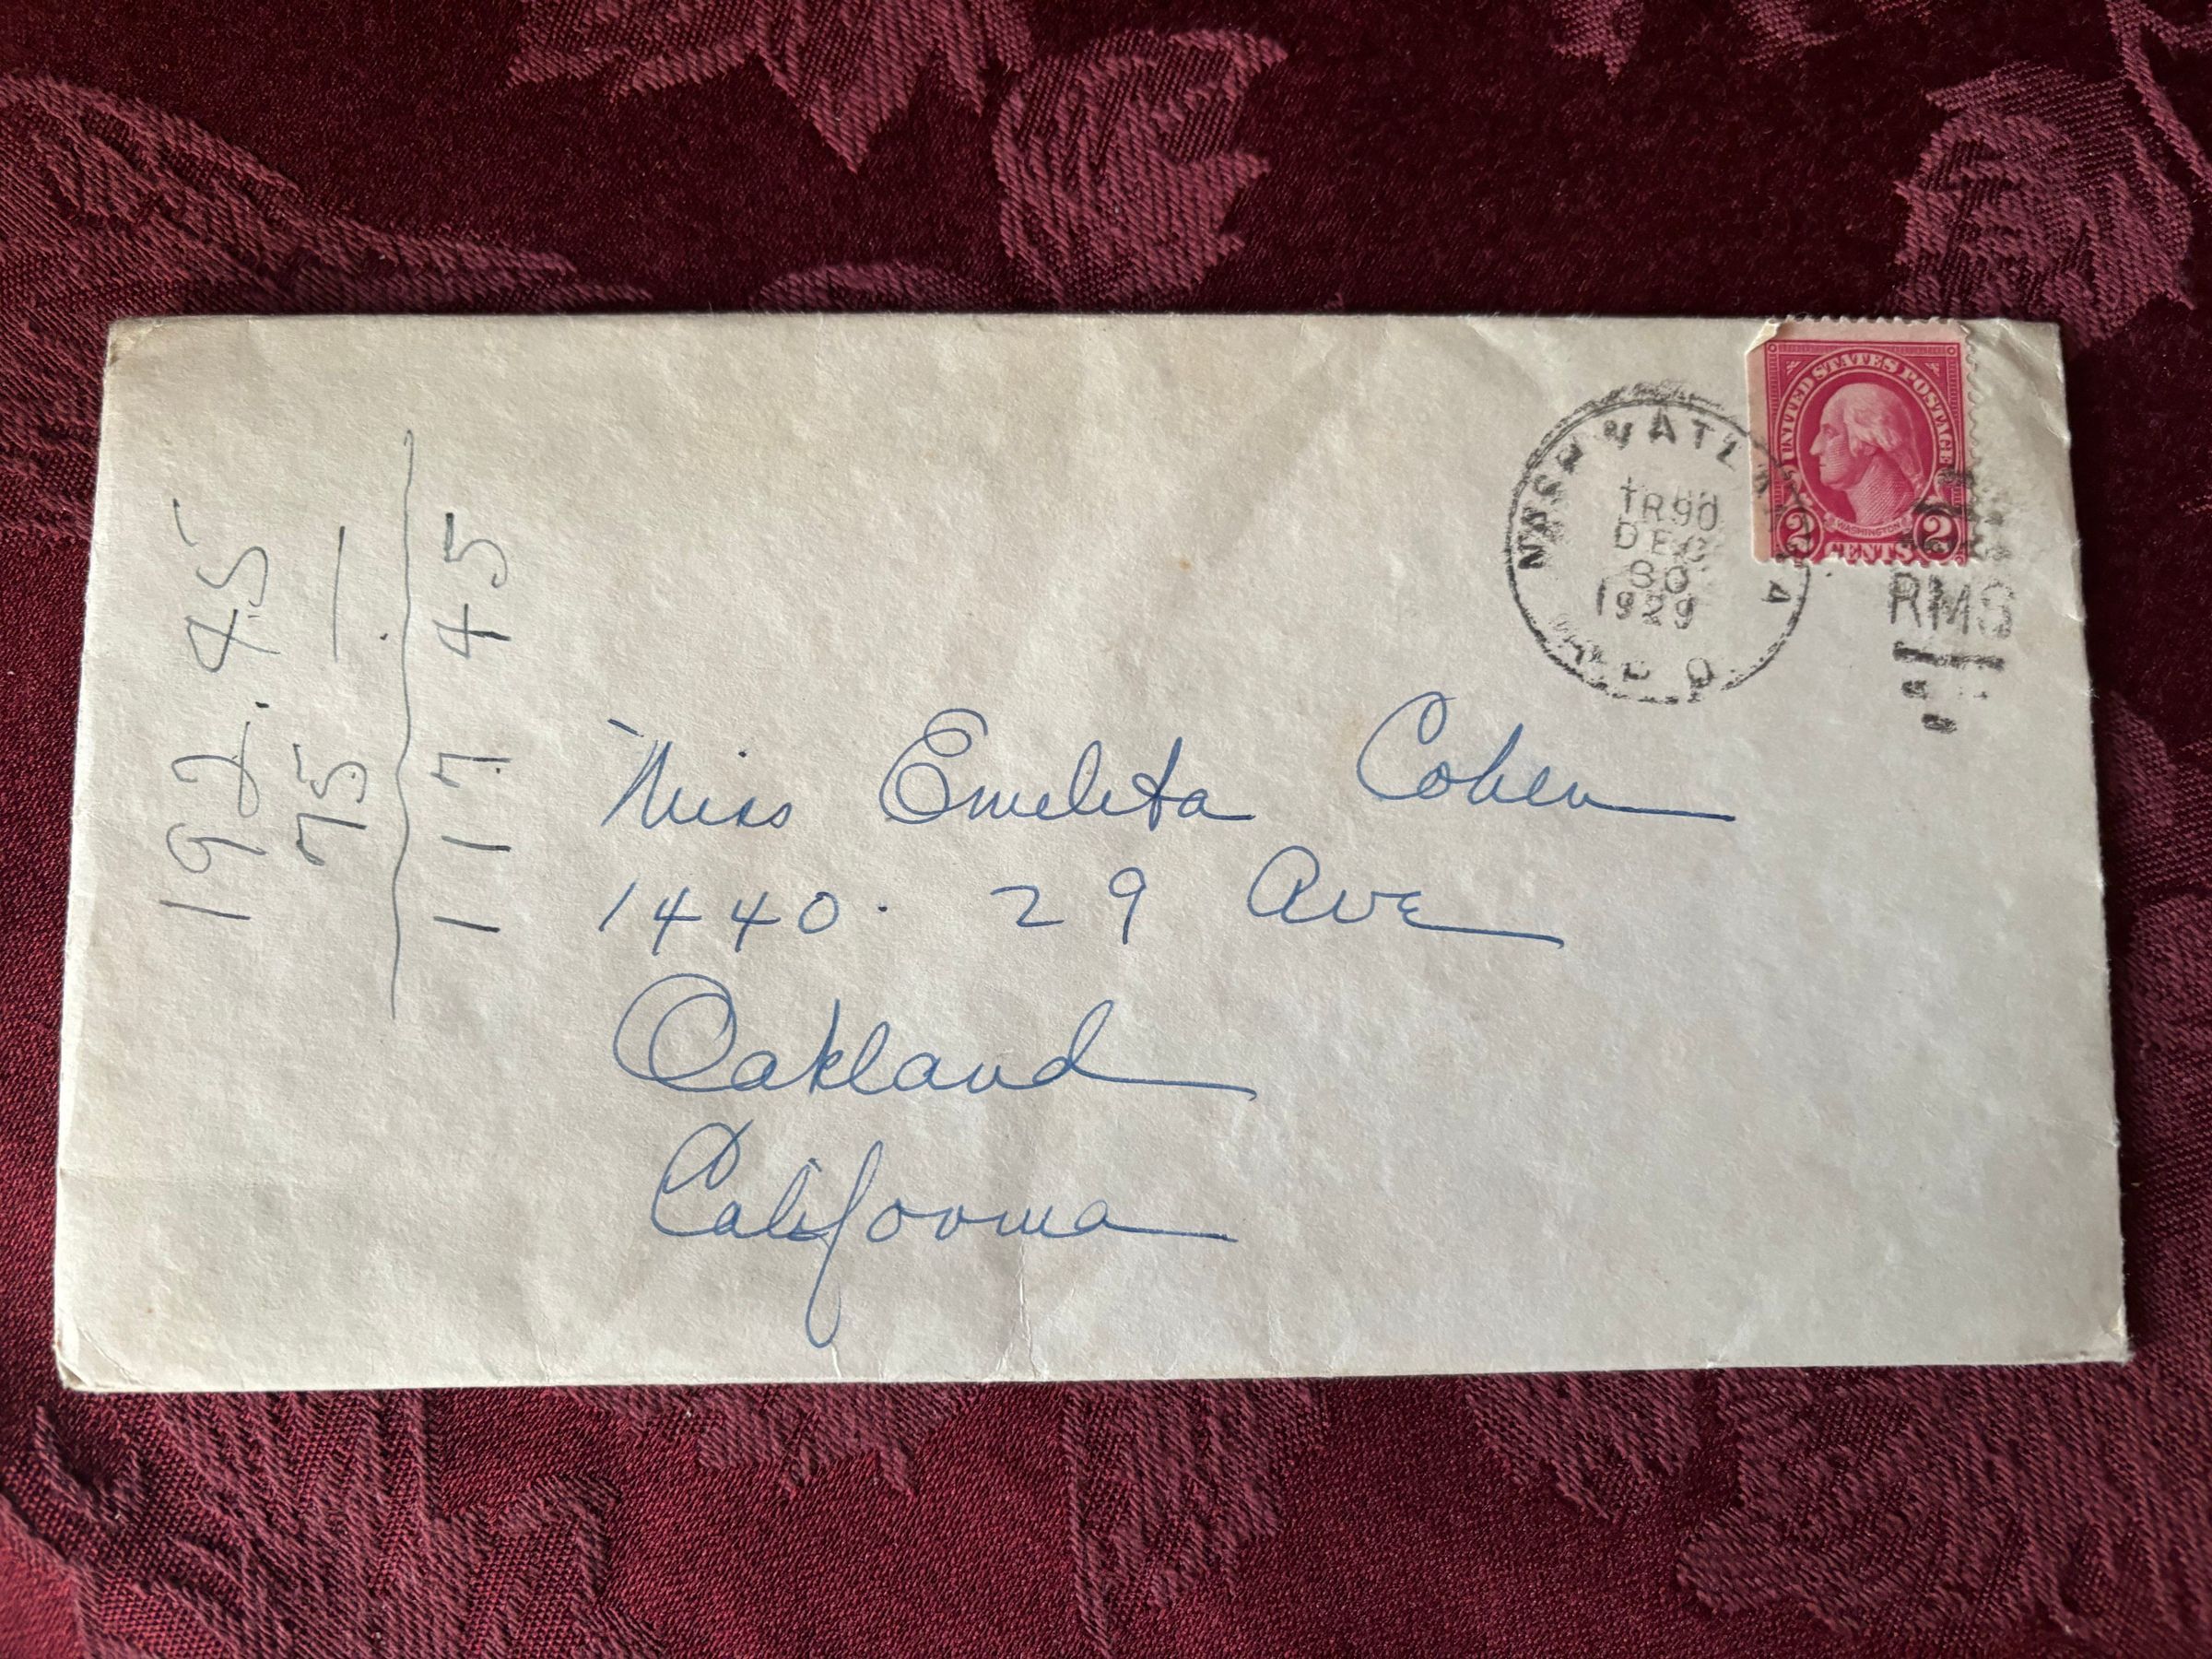 UNITED STATES POSTAGE
WASHINGTON
2 CENTS 2
TR 90
DEC
30
1929
R.P.O.
RMS
192.45
75 —
117 45
Miss Emelita Cohen
1440. 29 Ave
Oakland
California